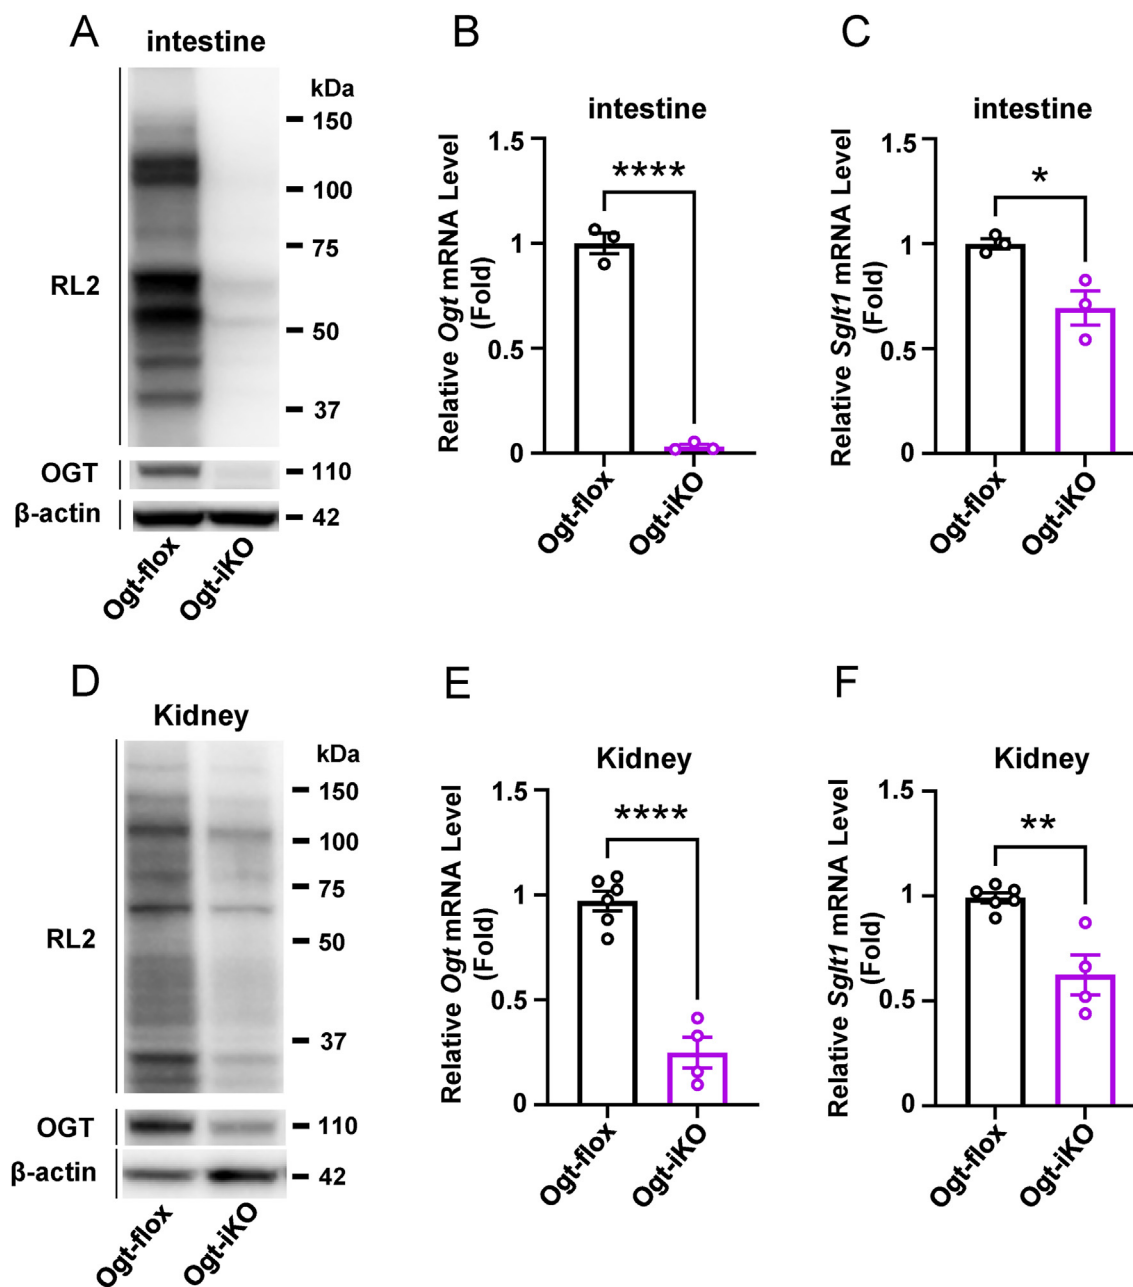 A
intestine
kDa
150
100
75
RL2
50
37
OGT
110
β-actin
42
Ogt-flox
Ogt-iKO
B
intestine
Relative Ogt mRNA Level
(Fold)
1.5
1
0.5
0
****
Ogt-flox
Ogt-iKO
C
intestine
Relative Sglt1 mRNA Level
(Fold)
1.5
1
0.5
0
*
Ogt-flox
Ogt-iKO
D
Kidney
kDa
150
100
75
RL2
50
37
OGT
110
β-actin
42
Ogt-flox
Ogt-iKO
E
Kidney
Relative Ogt mRNA Level
(Fold)
1.5
1
0.5
0
****
Ogt-flox
Ogt-iKO
F
Kidney
Relative Sglt1 mRNA Level
(Fold)
1.5
1
0.5
0
**
Ogt-flox
Ogt-iKO